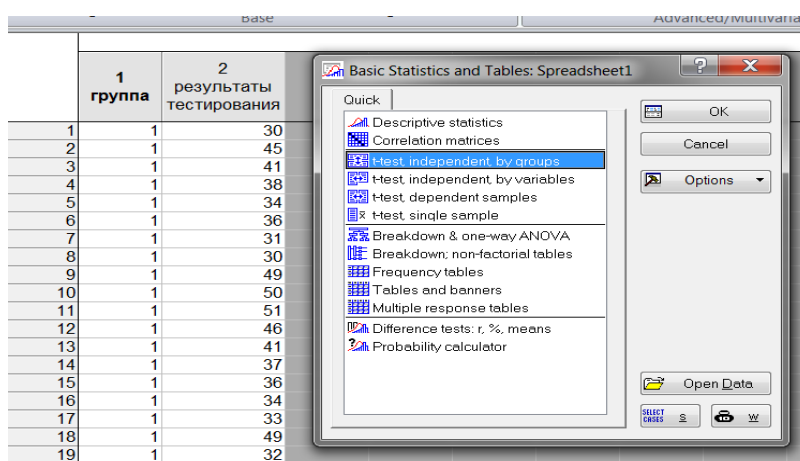 Base
Advanced/Multivaria
1
группа
2
результаты
тестирования
1 1 30
2 1 45
3 1 41
4 1 38
5 1 34
6 1 36
7 1 31
8 1 30
9 1 49
10 1 50
11 1 51
12 1 46
13 1 41
14 1 37
15 1 36
16 1 34
17 1 33
18 1 49
19 1 32
Basic Statistics and Tables: Spreadsheet1
? X
Quick
Descriptive statistics
Correlation matrices
t-test, independent, by groups
t-test, independent, by variables
t-test, dependent samples
t-test, single sample
Breakdown & one-way ANOVA
Breakdown; non-factorial tables
Frequency tables
Tables and banners
Multiple response tables
Difference tests: r, %, means
Probability calculator
OK
Cancel
Options
Open Data
SELECT
CASES
S
W